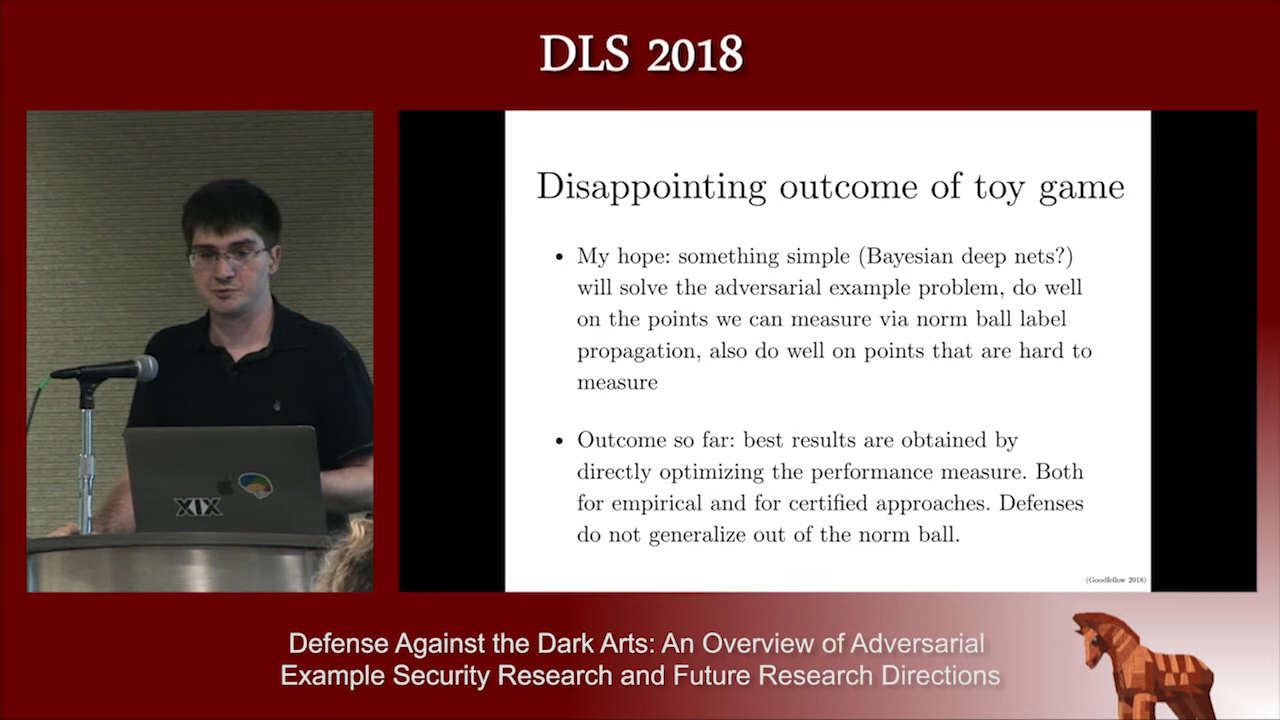 DLS 2018
Disappointing outcome of toy game
• My hope: something simple (Bayesian deep nets?)
will solve the adversarial example problem, do well
on the points we can measure via norm ball label
propagation, also do well on points that are hard to
measure
• Outcome so far: best results are obtained by
directly optimizing the performance measure. Both
for empirical and for certified approaches. Defenses
do not generalize out of the norm ball.
(Goodfellow 2018)
XIX
Defense Against the Dark Arts: An Overview of Adversarial
Example Security Research and Future Research Directions